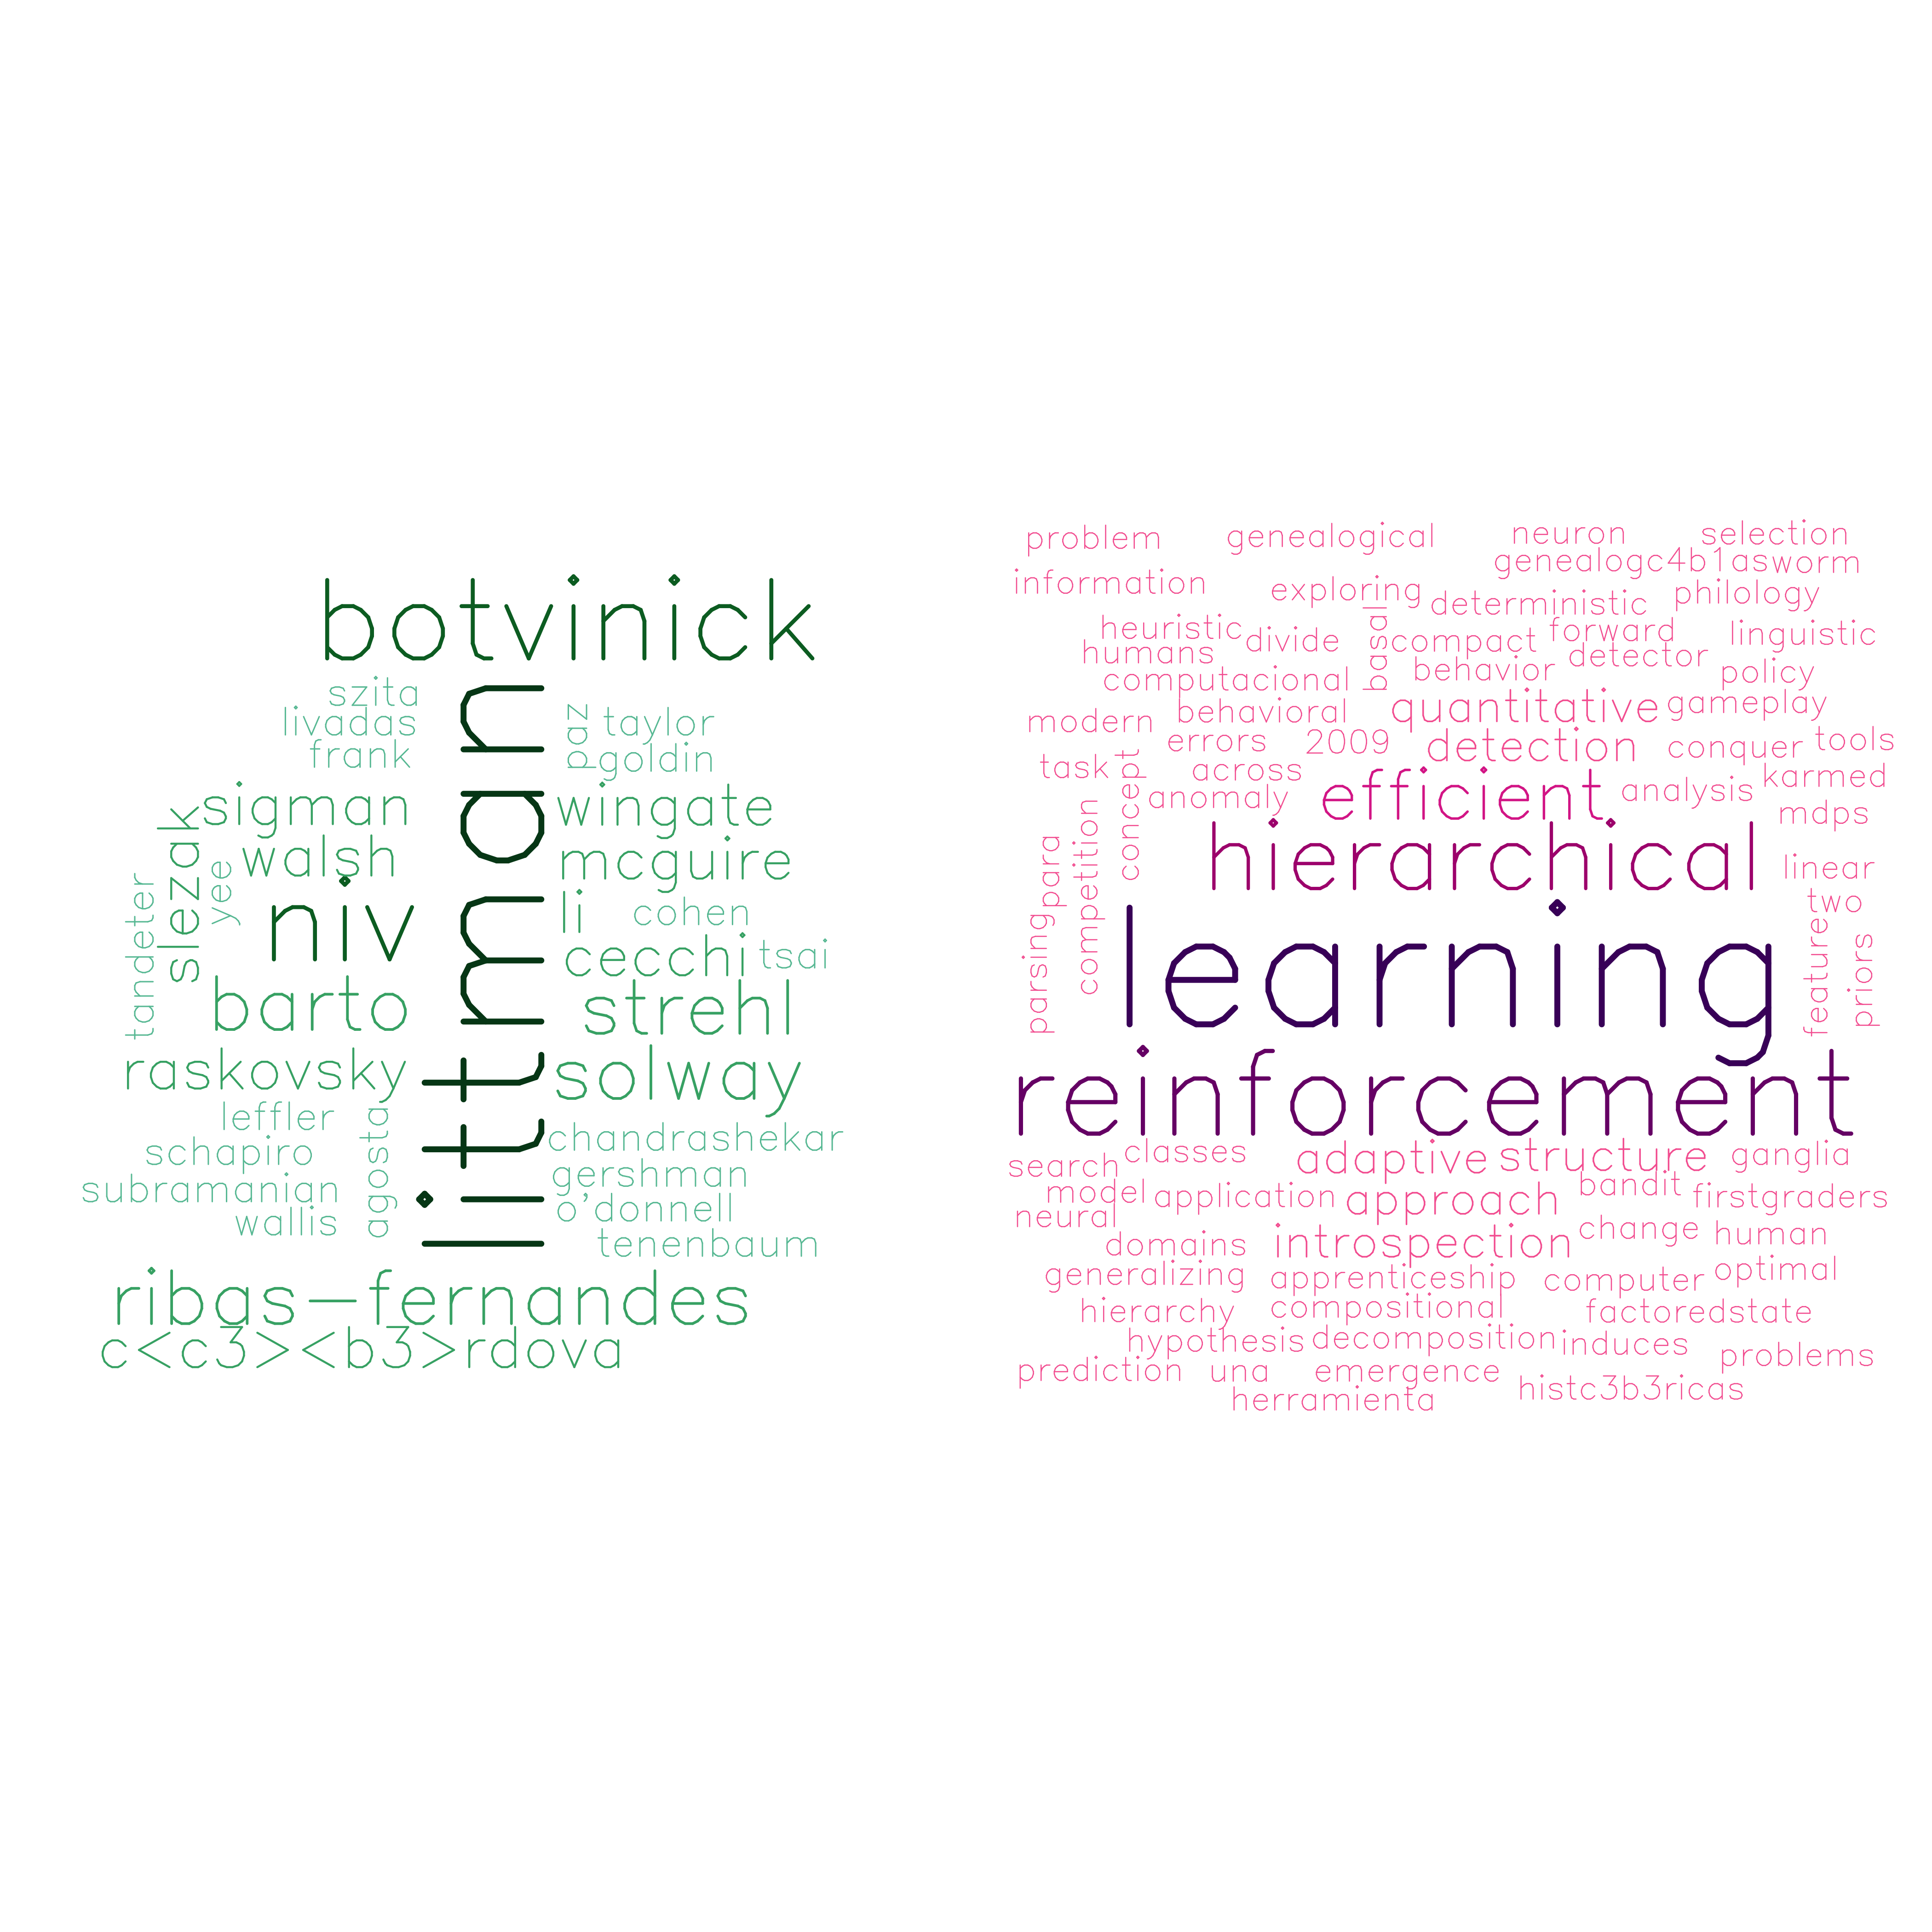 botvinick
szita
livadas
frank
paz
taylor
goldin
sigman
slezak
walsh
yee
tandeter
niv
barto
raskovsky
littman
wingate
mcguire
li
cohen
cecchi
tsai
strehl
solway
leffler
schapiro
agosta
subramanian
wallis
chandrashekar
gershman
o'donnell
tenenbaum
ribas-fernandes
c<c3><b3>rdova
problem
genealogical
neuron
selection
genealogc4b1as
worm
information
exploring
deterministic
philology
heuristic
divide
basal
compact
forward
linguistic
humans
behavior
detector
computacional
policy
modern
behavioral
quantitative
gameplay
errors
2009
detection
conquer
tools
task
concept
across
efficient
analysis
karmed
anomaly
mdps
competition
hierarchical
para
linear
parsing
learning
two
feature
priors
reinforcement
search
classes
adaptive
structure
ganglia
model
application
approach
bandit
firstgraders
neural
domains
introspection
change
human
generalizing
apprenticeship
computer
optimal
hierarchy
compositional
factoredstate
hypothesis
decomposition
induces
prediction
una
emergence
problems
herramienta
histc3b3ricas